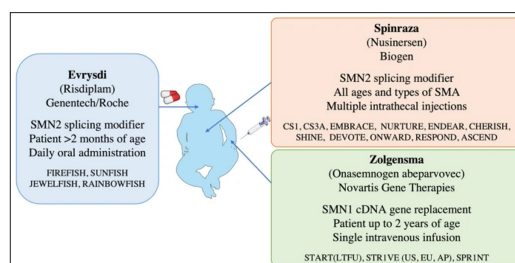 Evrysdi
(Risdiplam)
Genentech/Roche
SMN2 splicing modifier
Patient >2 months of age
Daily oral administration
FIREFISH, SUNFISH
JEWELFISH, RAINBOWFISH
Spinraza
(Nusinersen)
Biogen
SMN2 splicing modifier
All ages and types of SMA
Multiple intrathecal injections
CS1, CS3A, EMBRACE, NURTURE, ENDEAR, CHERISH,
SHINE, DEVOTE, ONWARD, RESPOND, ASCEND
Zolgensma
(Onasemnogen abeparvovec)
Novartis Gene Therapies
SMN1 cDNA gene replacement
Patient up to 2 years of age
Single intravenous infusion
START(LTFU), STR1VE (US, EU, AP), SPR1NT